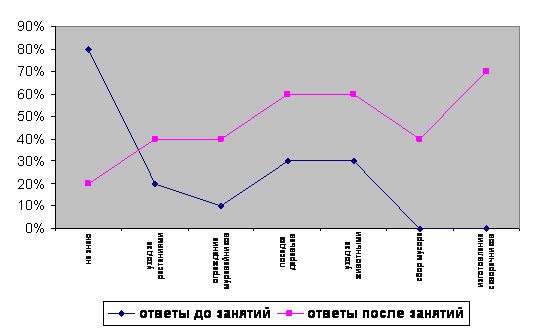 90%
80%
70%
60%
50%
40%
30%
20%
10%
0%
не знаю
уход за
растениями
ограждение
муравейников
посадка
деревьев
уход за
животными
сбор мусора
изготовление
скворечников
ответы до занятий
ответы после занятий